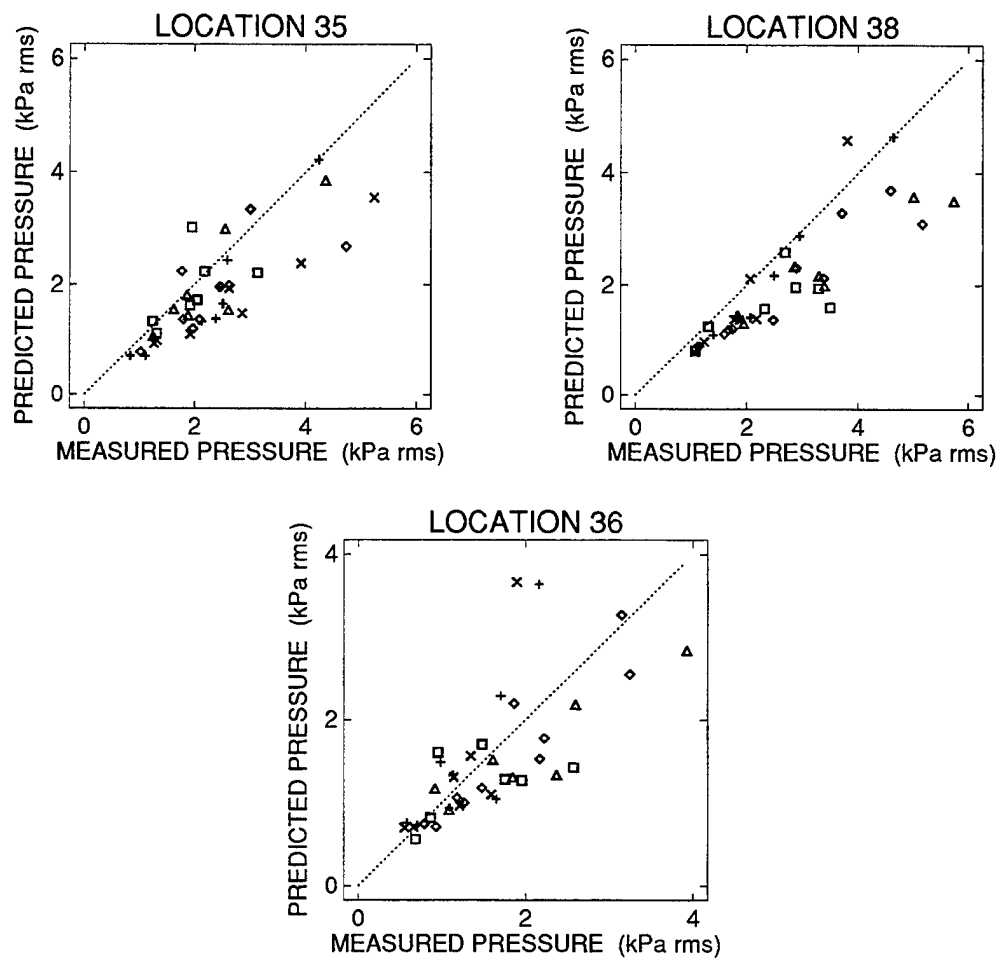 LOCATION 35
PREDICTED PRESSURE (kPa rms)
6
4
2
0
0 2 4 6
MEASURED PRESSURE (kPa rms)
LOCATION 38
PREDICTED PRESSURE (kPa rms)
6
4
2
0
0 2 4 6
MEASURED PRESSURE (kPa rms)
LOCATION 36
PREDICTED PRESSURE (kPa rms)
4
2
0
0 2 4
MEASURED PRESSURE (kPa rms)